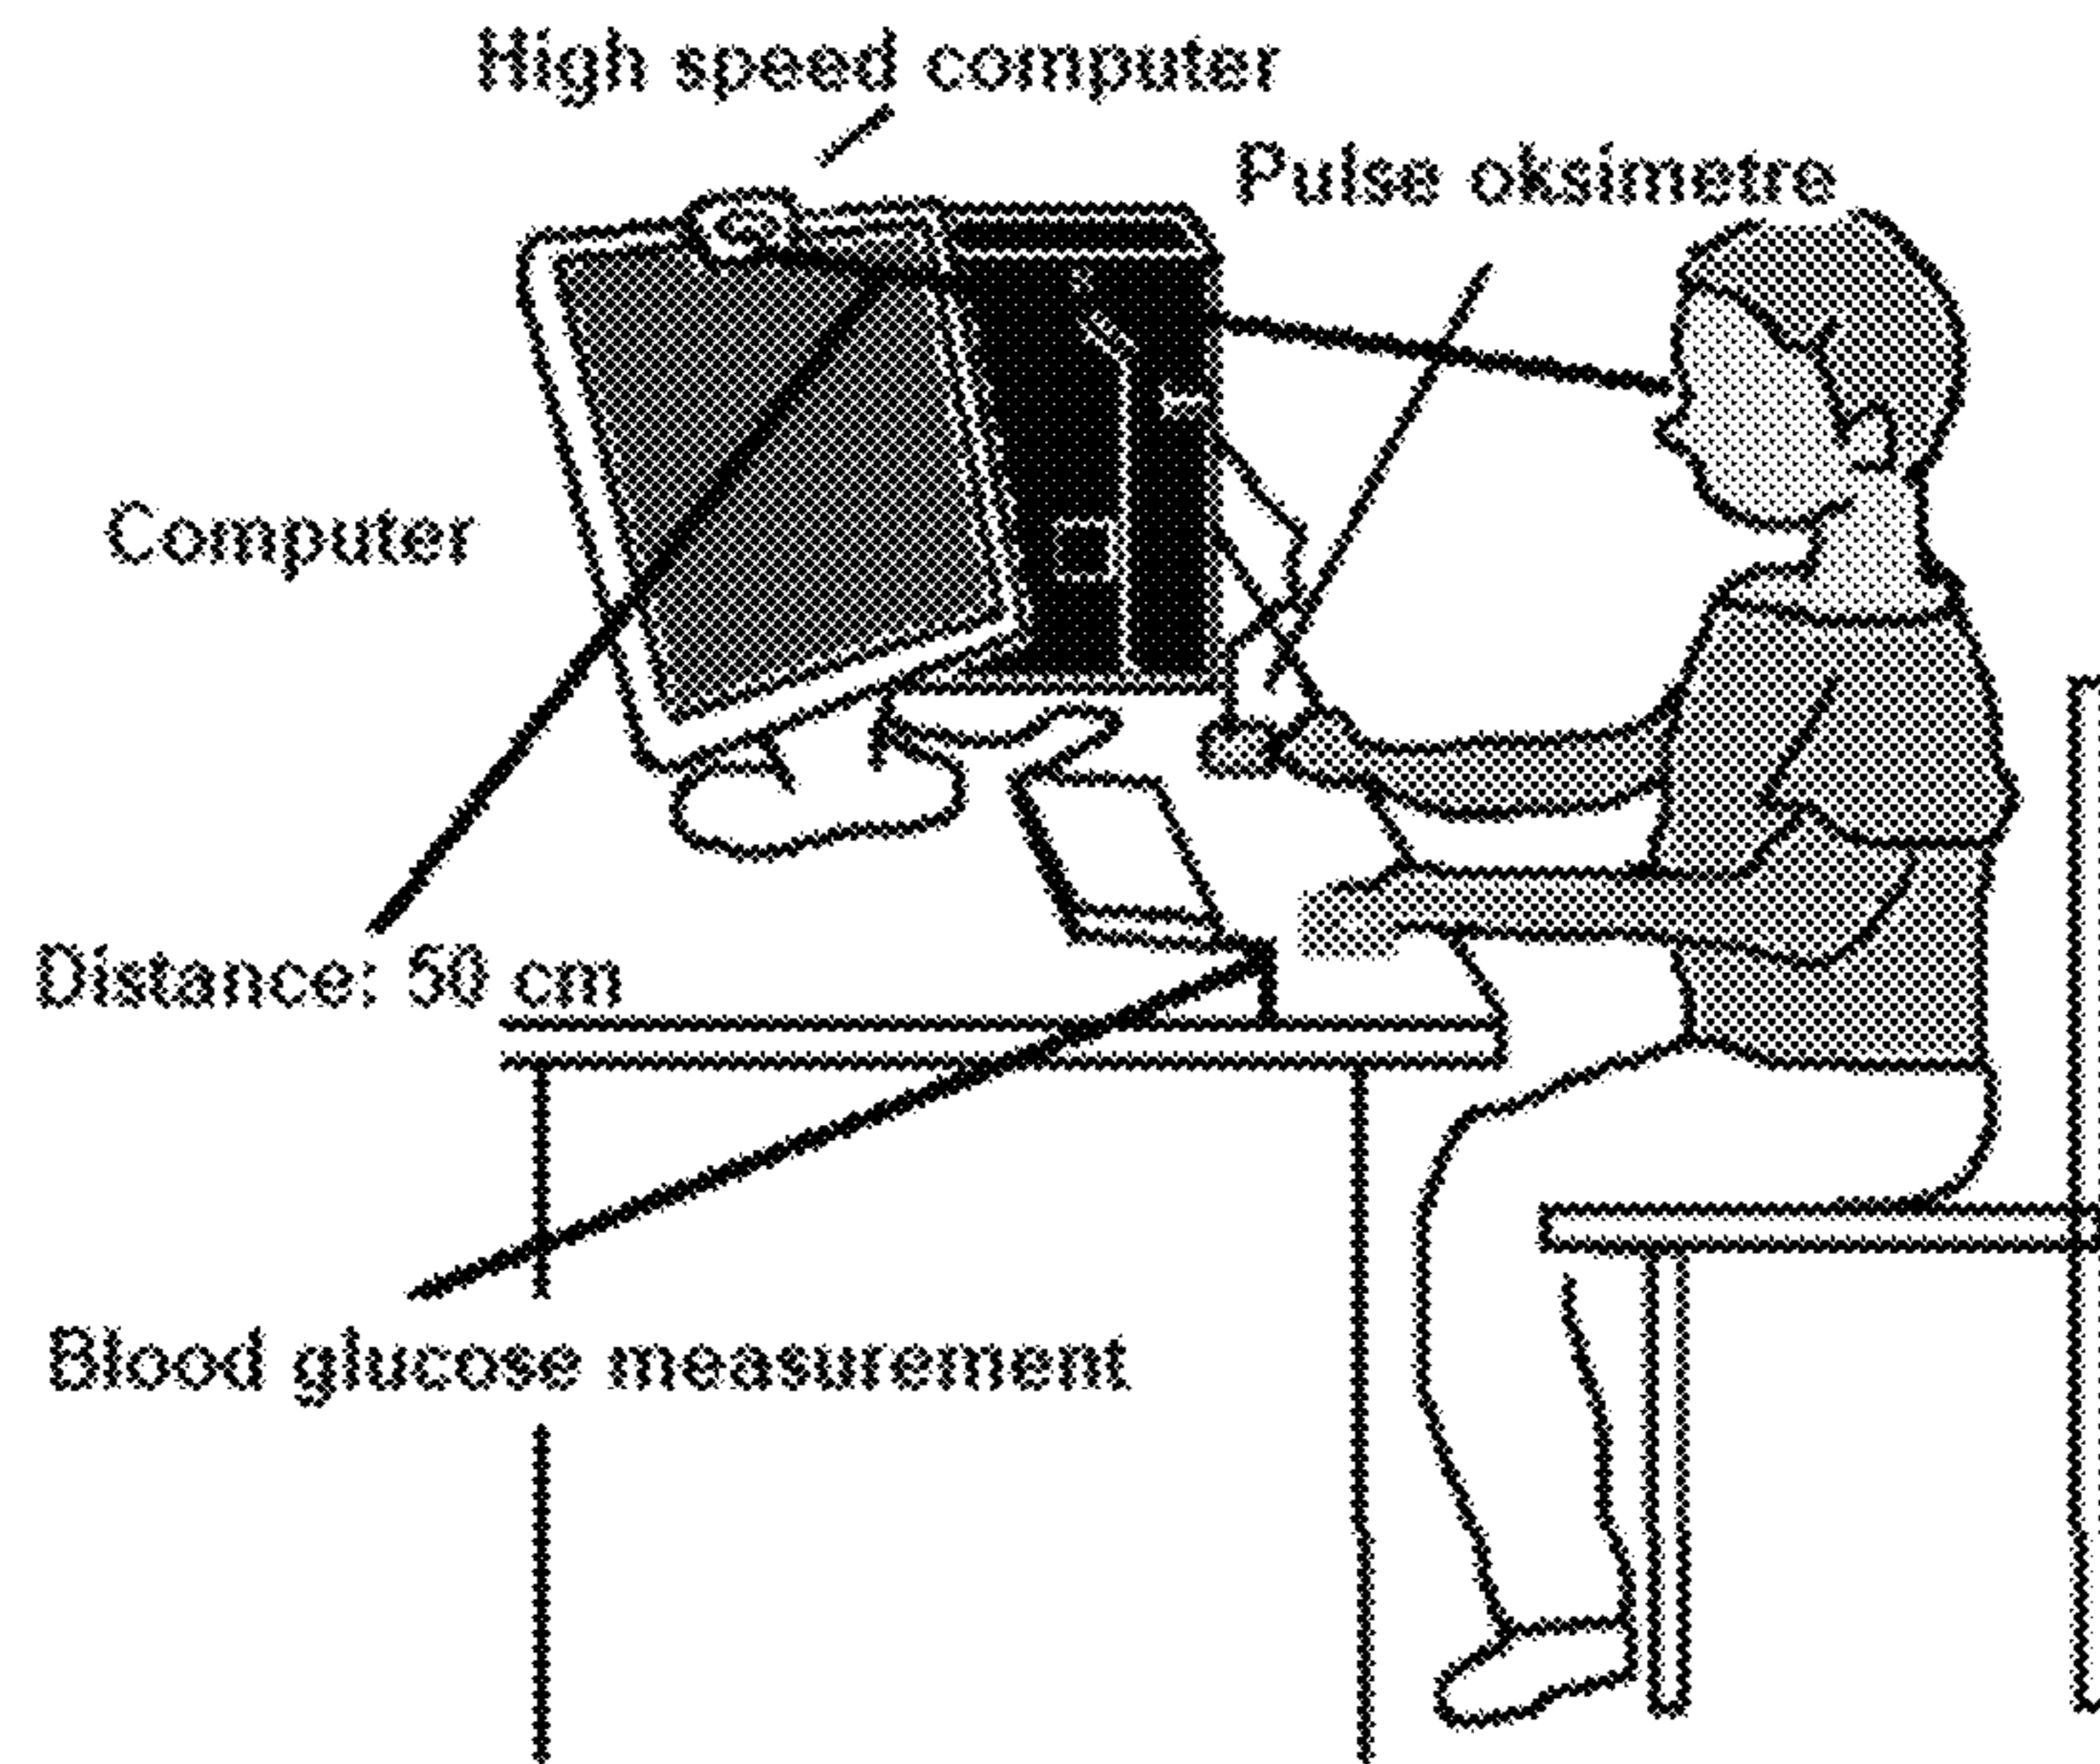 High speed computer
Pulse oksimetre
Computer
Distance: 50 cm
Blood glucose measurement